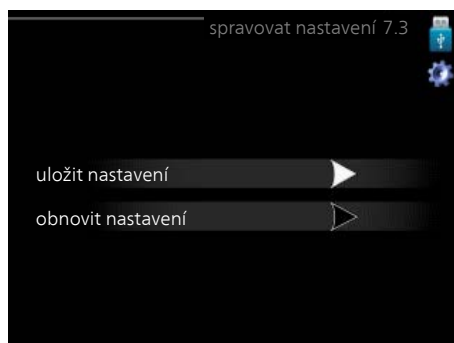 spravovat nastavení 7.3
uložit nastavení
obnovit nastavení